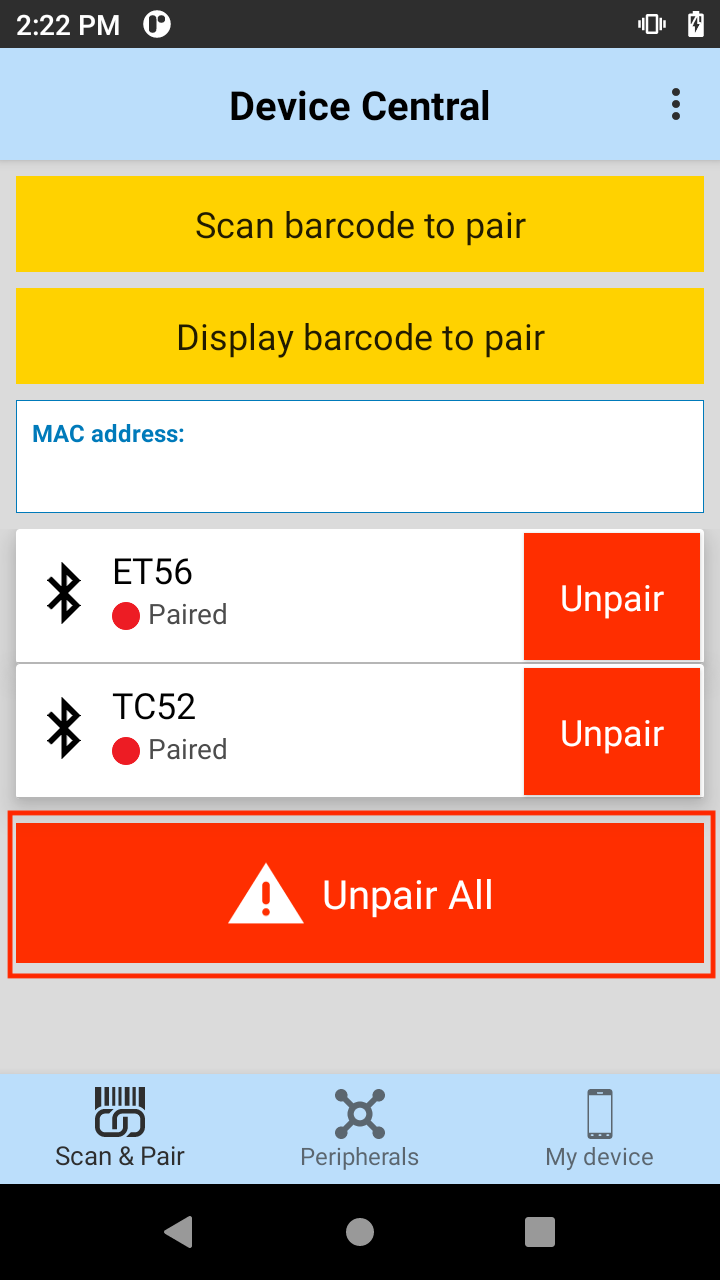 2:22 PM
Device Central
Scan barcode to pair
Display barcode to pair
MAC address:
ET56
Paired
Unpair
TC52
Paired
Unpair
Unpair All
Scan & Pair
Peripherals
My device